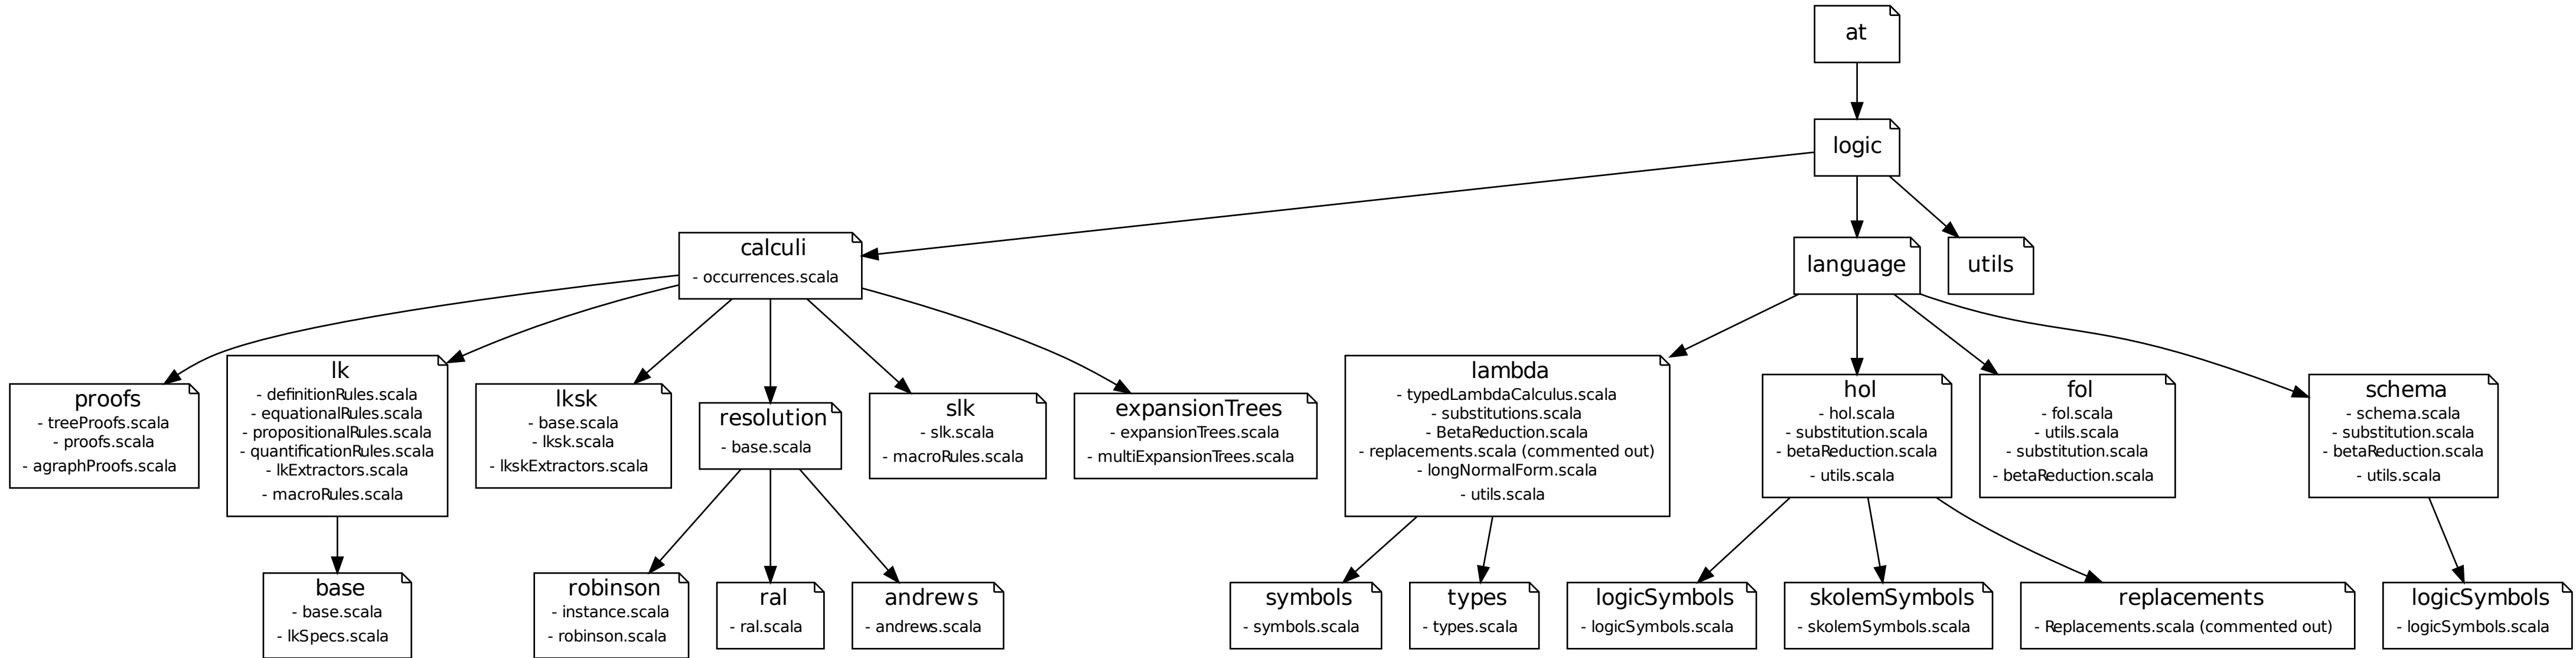 at
logic
calculi
- occurrences.scala
language
utils
proofs
- treeProofs.scala
- proofs.scala
- agraphProofs.scala
lk
- definitionRules.scala
- equationalRules.scala
- propositionalRules.scala
- quantificationRules.scala
- lkExtractors.scala
- macroRules.scala
lksk
- base.scala
- lksk.scala
- lkskExtractors.scala
resolution
- base.scala
slk
- slk.scala
- macroRules.scala
expansionTrees
- expansionTrees.scala
- multiExpansionTrees.scala
lambda
- typedLambdaCalculus.scala
- substitutions.scala
- BetaReduction.scala
- replacements.scala (commented out)
- longNormalForm.scala
- utils.scala
hol
- hol.scala
- substitution.scala
- betaReduction.scala
- utils.scala
fol
- fol.scala
- utils.scala
- substitution.scala
- betaReduction.scala
schema
- schema.scala
- substitution.scala
- betaReduction.scala
- utils.scala
base
- base.scala
- lkSpecs.scala
robinson
- instance.scala
- robinson.scala
ral
- ral.scala
andrews
- andrews.scala
symbols
- symbols.scala
types
- types.scala
logicSymbols
- logicSymbols.scala
skolemSymbols
- skolemSymbols.scala
replacements
- Replacements.scala (commented out)
logicSymbols
- logicSymbols.scala